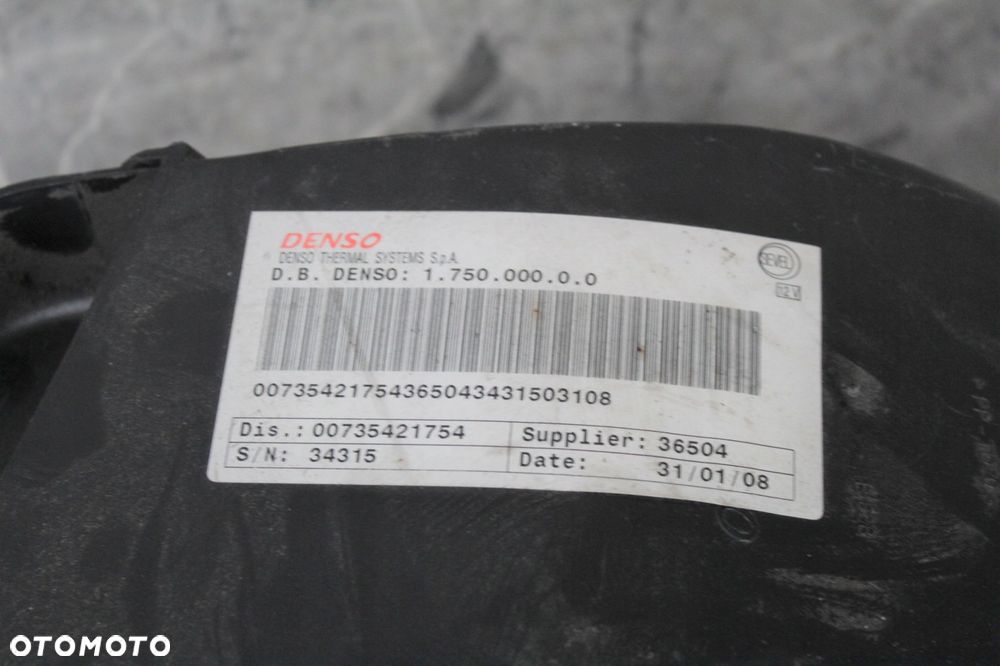 DENSO
DENSO THERMAL SYSTEMS S.p.A.
D.B. DENSO: 1.750.000.0.0
SEVEL
12V
00735421754365043431503108
Dis.: 00735421754
Supplier: 36504
S/N: 34315
Date: 31/01/08
OTOMOTO